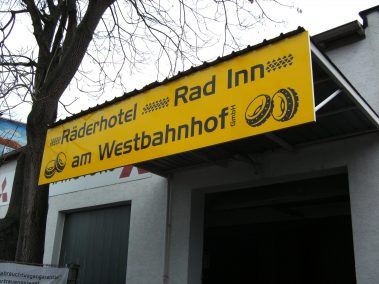 Räderhotel Rad Inn
am Westbahnhof GmbH